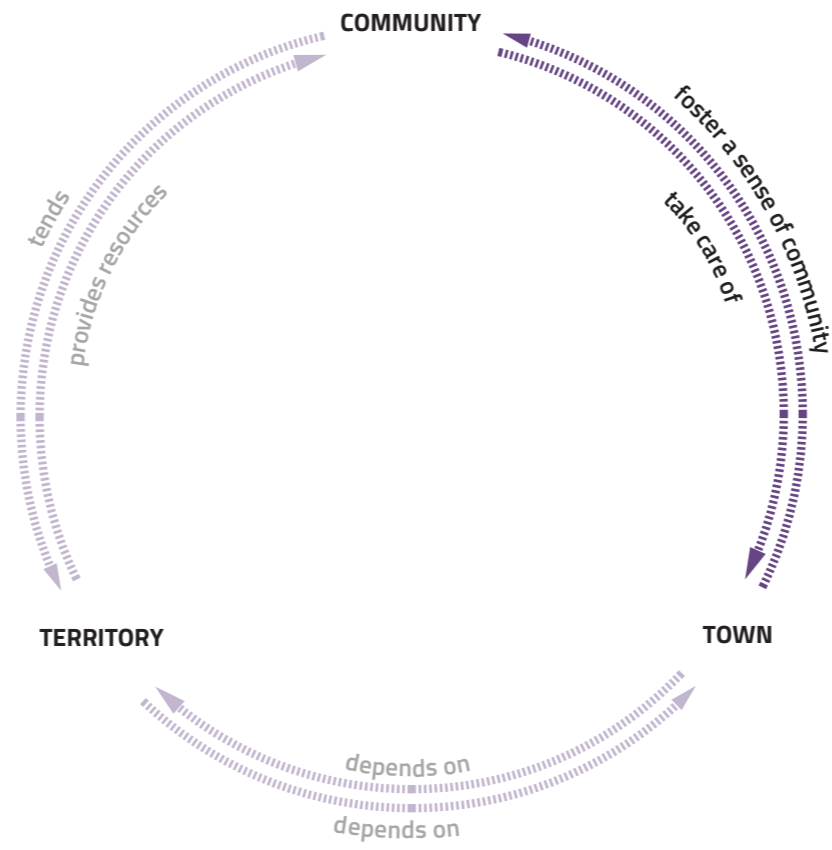 COMMUNITY
foster a sense of community
take care of
tends
provides resources
TERRITORY
TOWN
depends on
depends on